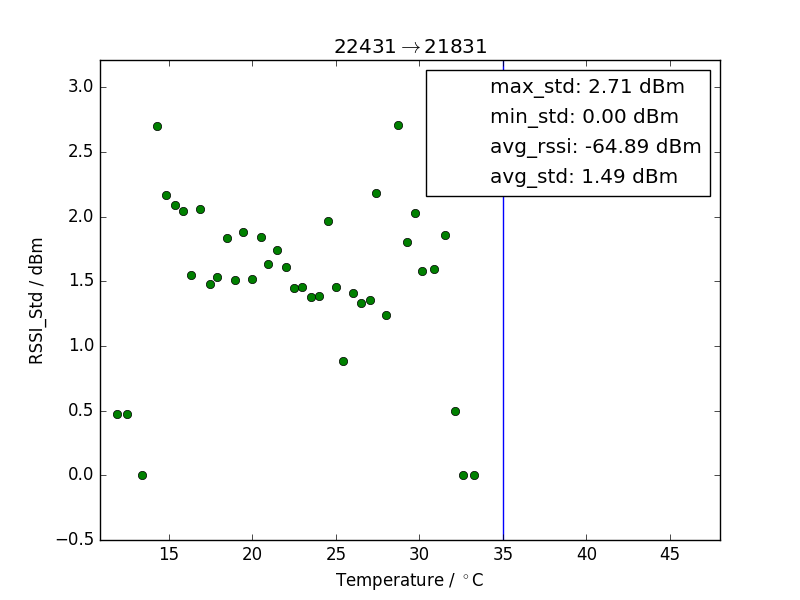 22431→21831
max_std: 2.71 dBm
min_std: 0.00 dBm
avg_rssi: -64.89 dBm
avg_std: 1.49 dBm
RSSI_Std / dBm
3.0
2.5
2.0
1.5
1.0
0.5
0.0
−0.5
15 20 25 30 35 40 45
Temperature / °C